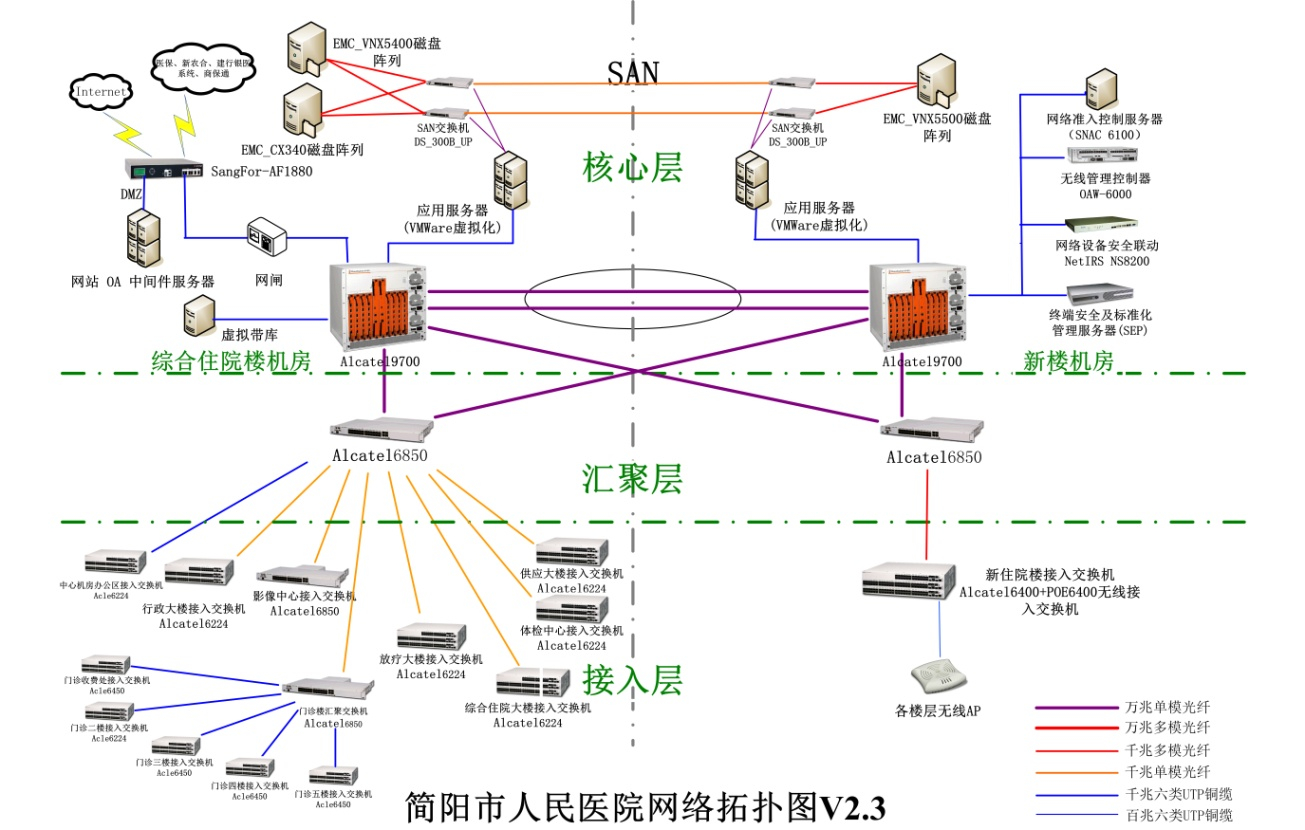 EMC_VNX5400磁盘
阵列
SAN
医保、新农合、建行银医
系统、商保通
Internet
EMC_CX340磁盘阵列
SAN交换机
DS_300B_UP
SAN交换机
DS_300B_UP
EMC_VNX5500磁盘
阵列
网络准入控制服务器
(SNAC 6100)
核心层
SangFor-AF1880
DMZ
无线管理控制器
OAW-6000
应用服务器
(VMWare虚拟化)
应用服务器
(VMWare虚拟化)
网络设备安全联动
NetIRS NS8200
网站 OA 中间件服务器
网闸
终端安全及标准化
管理服务器(SEP)
虚拟带库
综合住院楼机房
Alcatel9700
Alcatel9700
新楼机房
Alcatel6850
Alcatel6850
汇聚层
中心机房办公区接入交换机
Acle6224
行政大楼接入交换机
Alcatel6224
影像中心接入交换机
Alcatel6850
供应大楼接入交换机
Alcatel6224
体检中心接入交换机
Alcatel6224
放疗大楼接入交换机
Alcatel6224
综合住院大楼接入交换机
Alcatel6224
新住院楼接入交换机
Alcatel6400+POE6400无线接
入交换机
接入层
门诊收费处接入交换机
Acle6450
门诊二楼接入交换机
Acle6224
门诊三楼接入交换机
Acle6450
门诊四楼接入交换机
Acle6450
门诊五楼接入交换机
Acle6450
门诊楼汇聚交换机
Alcatel6850
各楼层无线AP
万兆单模光纤
万兆多模光纤
千兆多模光纤
千兆单模光纤
千兆六类UTP铜缆
百兆六类UTP铜缆
简阳市人民医院网络拓扑图V2.3